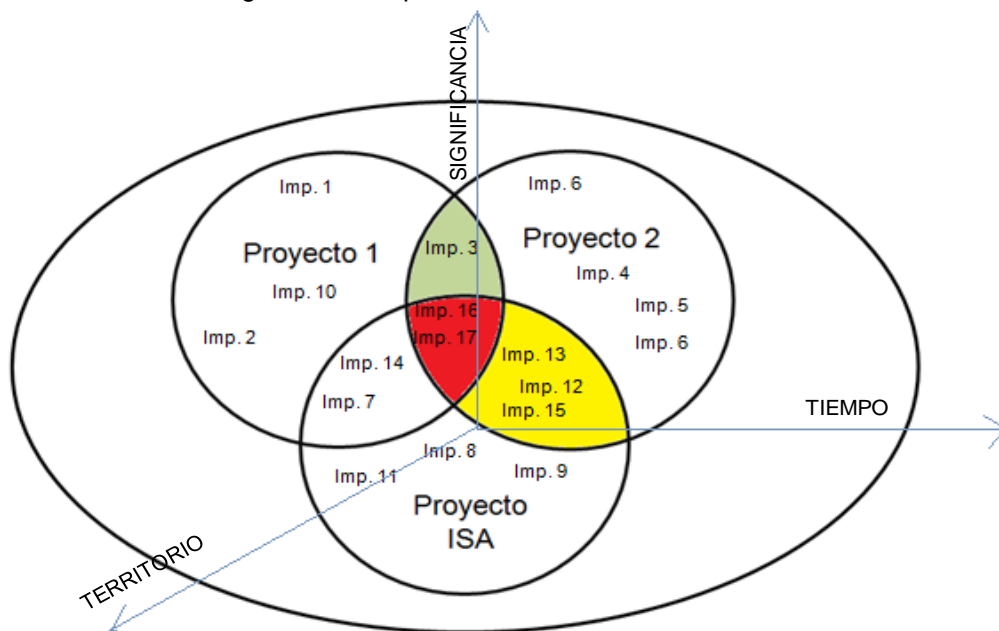 SIGNIFICANCIA
Imp. 1
Imp. 6
Proyecto 1
Imp. 3
Proyecto 2
Imp. 10
Imp. 4
Imp. 2
Imp. 16
Imp. 5
Imp. 17
Imp. 6
Imp. 14
Imp. 13
Imp. 7
Imp. 12
Imp. 15
TIEMPO
Imp. 8
Imp. 11
Imp. 9
Proyecto
ISA
TERRITORIO